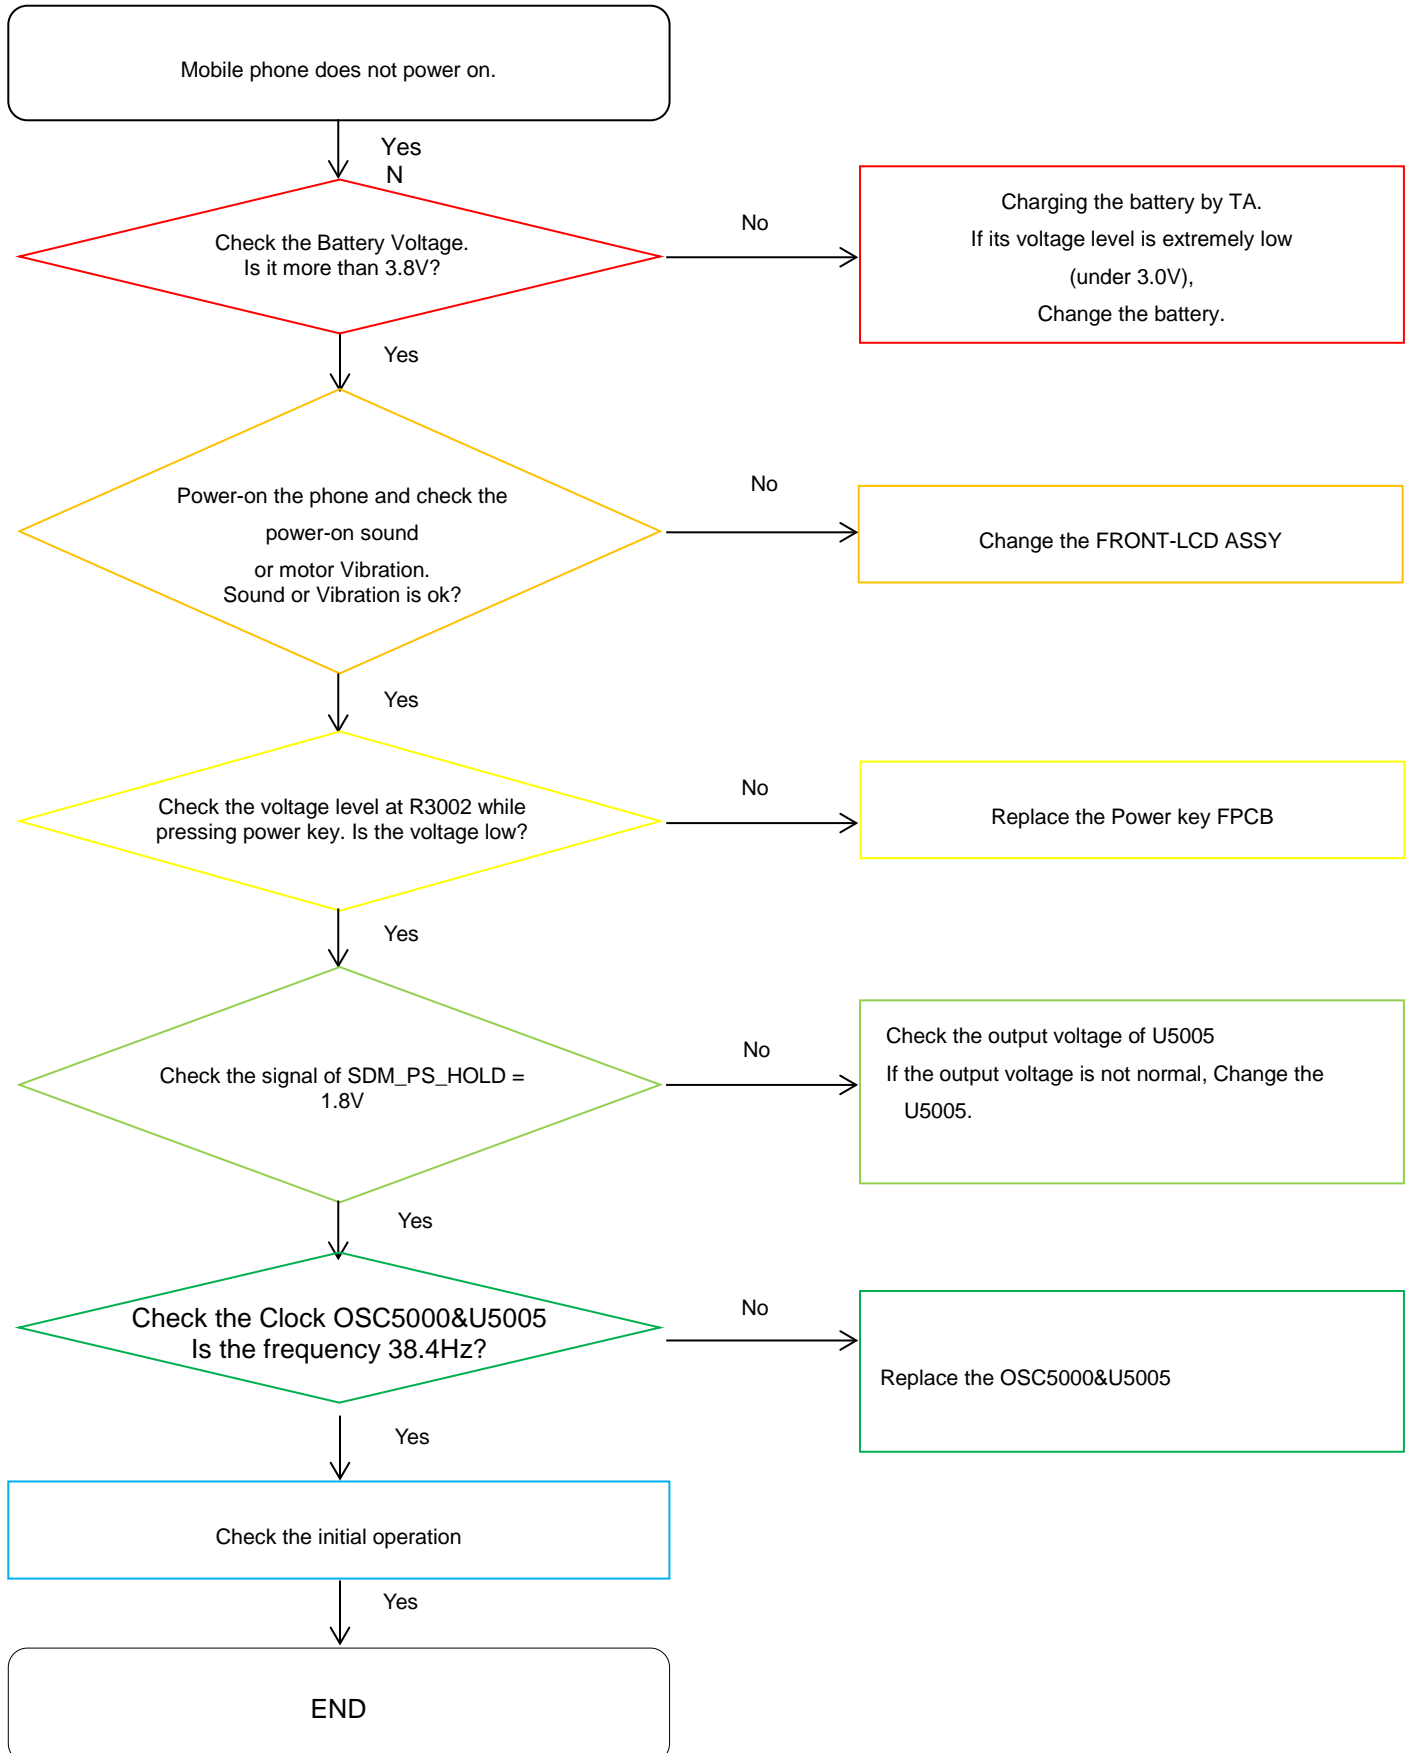 Mobile phone does not power on.
Yes
N
Check the Battery Voltage.
Is it more than 3.8V?
No
Charging the battery by TA.
If its voltage level is extremely low
(under 3.0V),
Change the battery.
Yes
Power-on the phone and check the
power-on sound
or motor Vibration.
Sound or Vibration is ok?
No
Change the FRONT-LCD ASSY
Yes
Check the voltage level at R3002 while
pressing power key. Is the voltage low?
No
Replace the Power key FPCB
Yes
Check the signal of SDM_PS_HOLD =
1.8V
No
Check the output voltage of U5005
If the output voltage is not normal, Change the
U5005.
Yes
Check the Clock OSC5000&U5005
Is the frequency 38.4Hz?
No
Replace the OSC5000&U5005
Yes
Check the initial operation
Yes
END